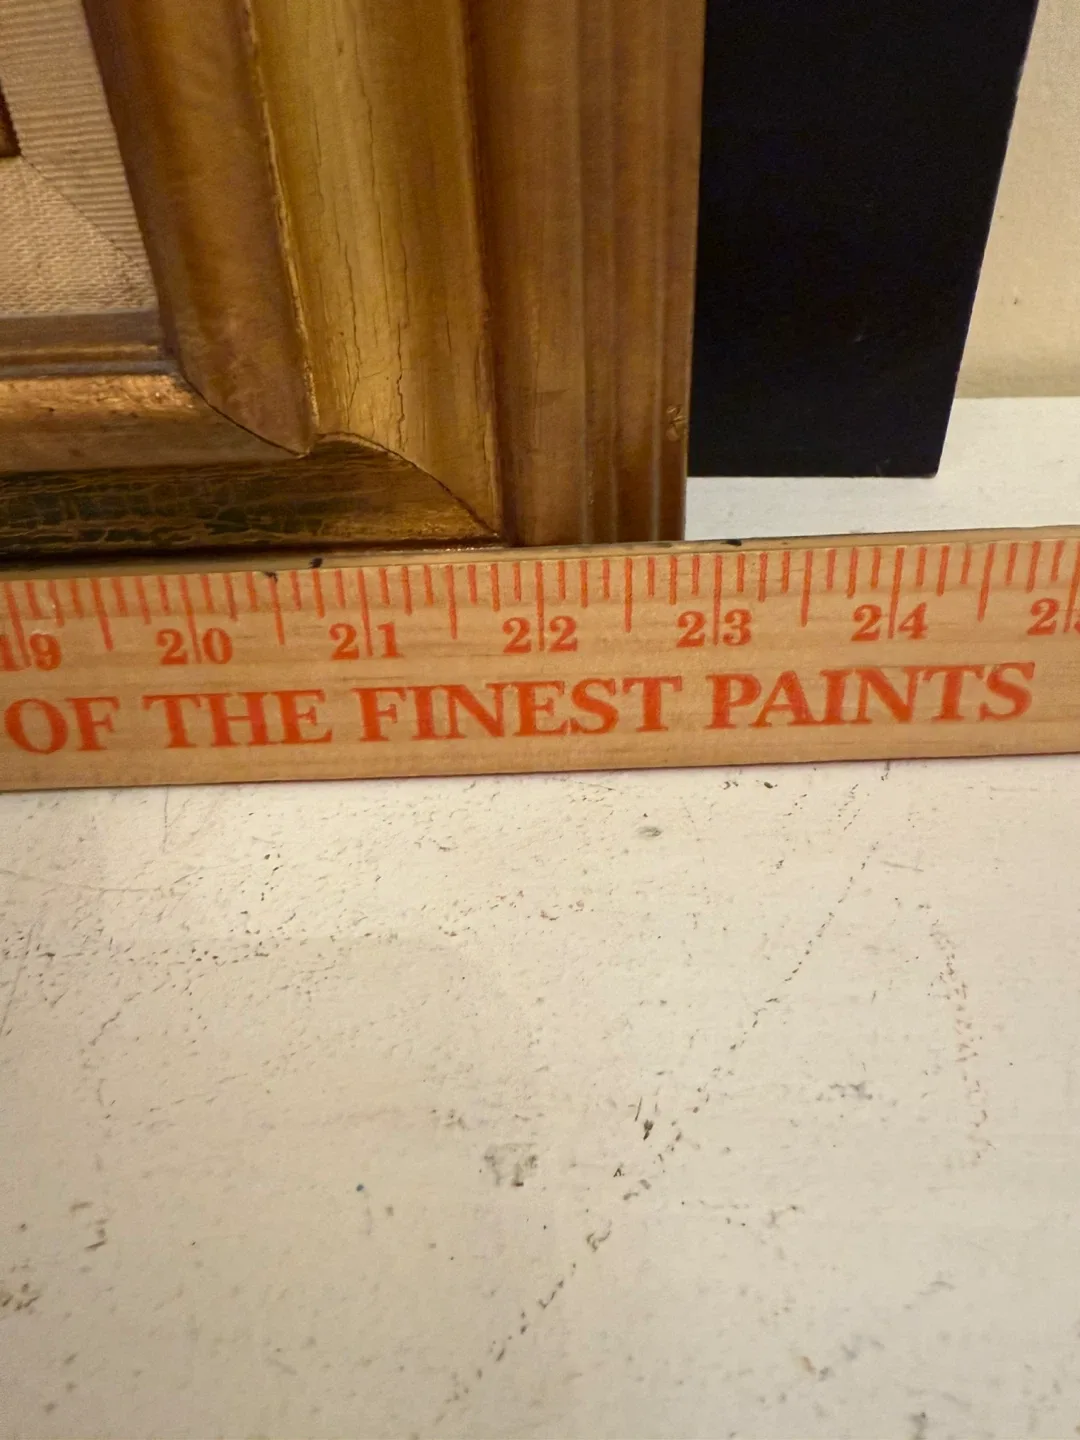 19 20 21 22 23 24
OF THE FINEST PAINTS